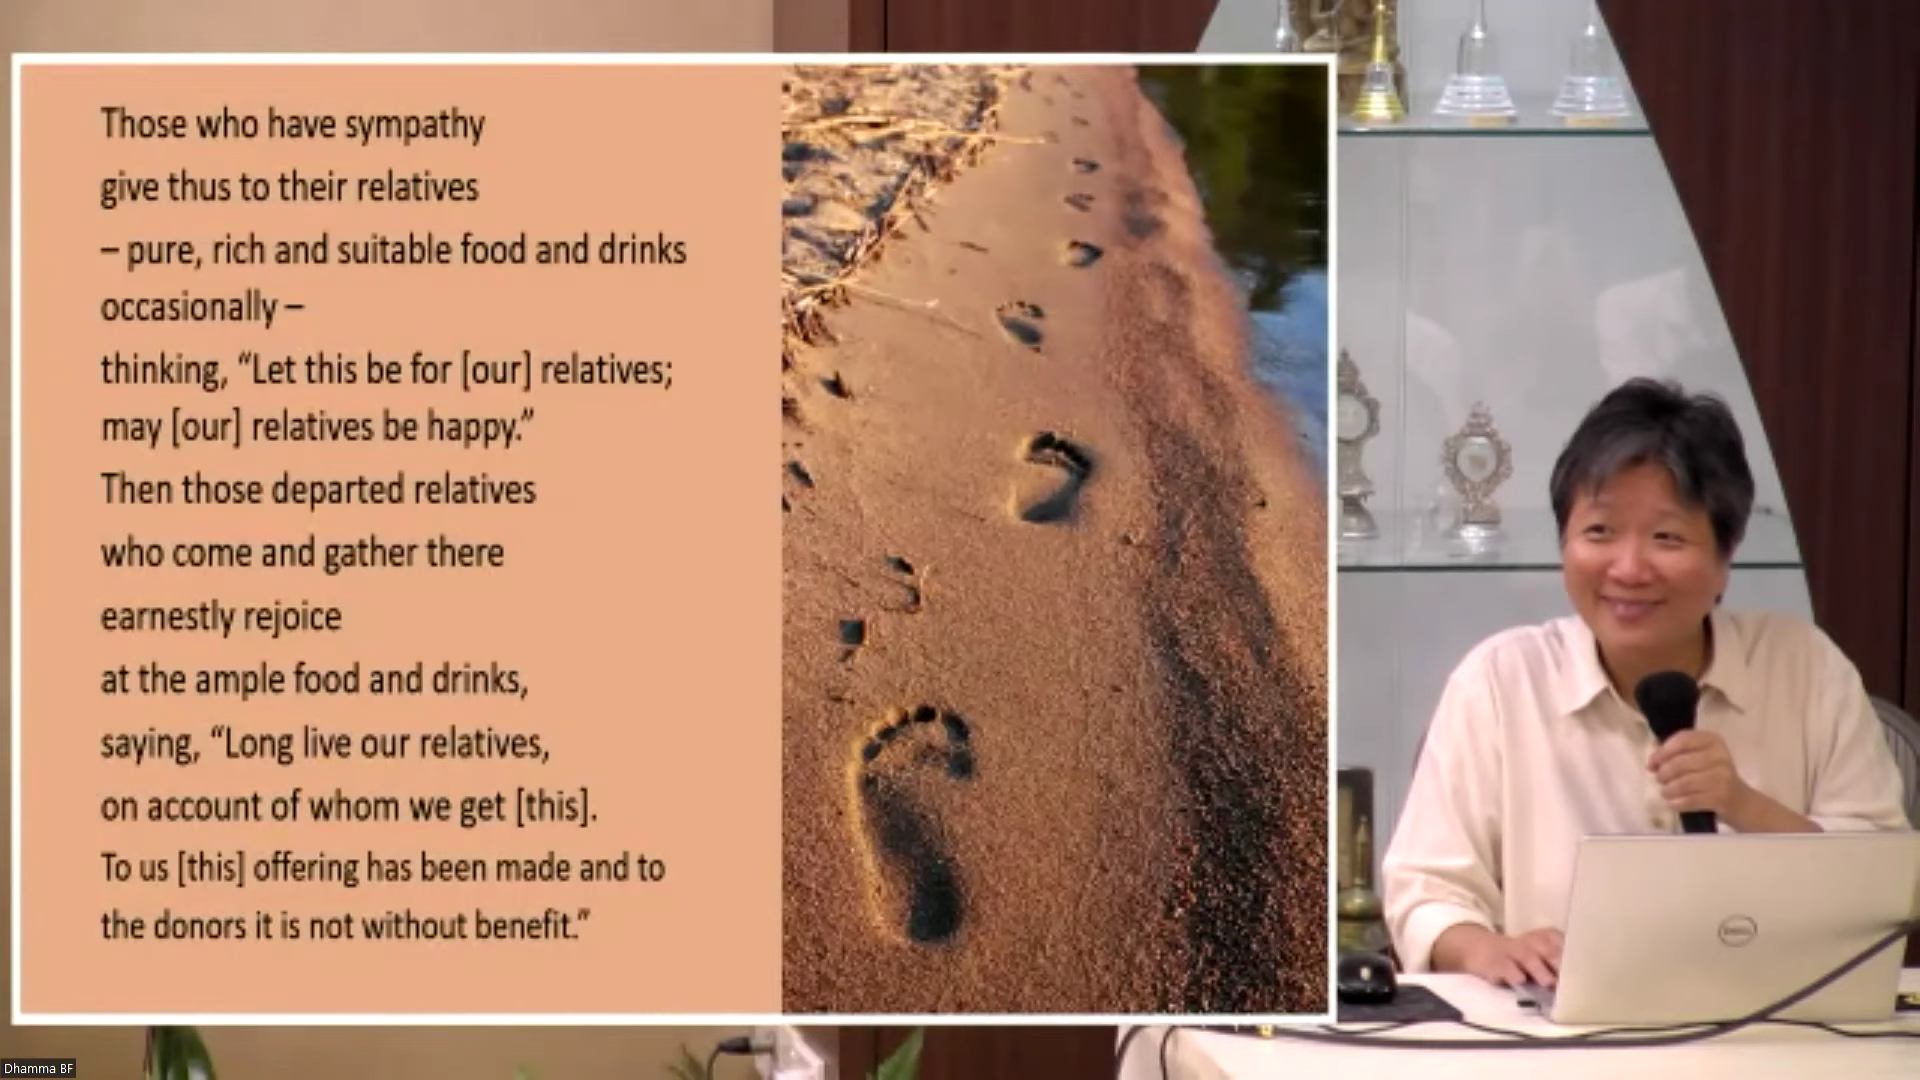 Those who have sympathy
give thus to their relatives
– pure, rich and suitable food and drinks
occasionally –
thinking, “Let this be for [our] relatives;
may [our] relatives be happy.”
Then those departed relatives
who come and gather there
earnestly rejoice
at the ample food and drinks,
saying, “Long live our relatives,
on account of whom we get [this].
To us [this] offering has been made and to
the donors it is not without benefit.”
DELL
Dhamma BF